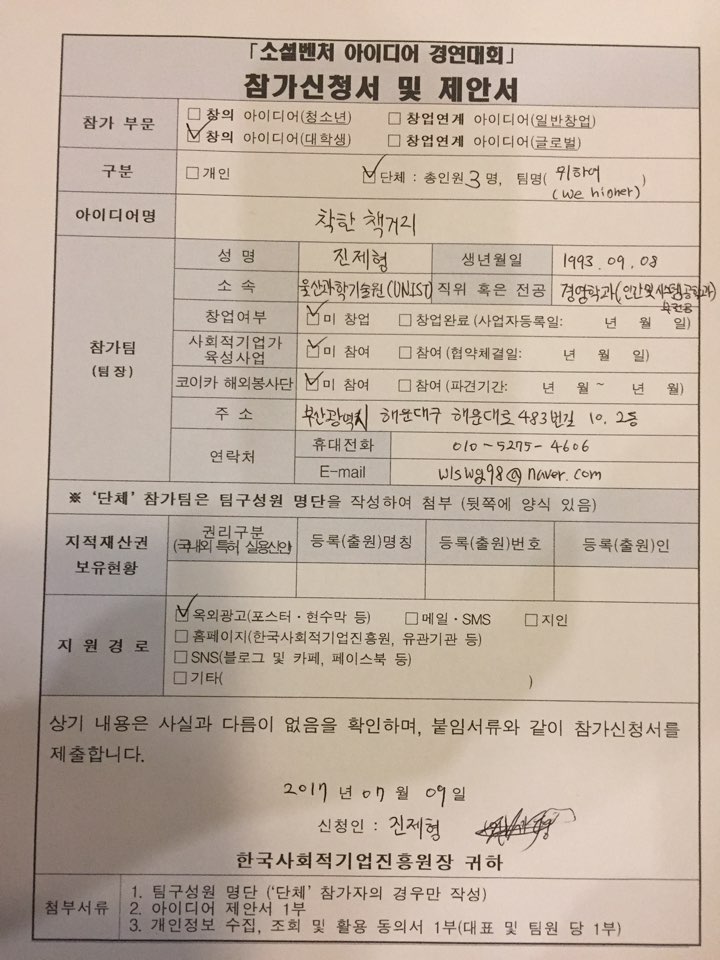 「소셜벤처 아이디어 경연대회」
참가신청서 및 제안서
참가 부문 □ 창의 아이디어(청소년) □ 창업연계 아이디어(일반창업)
☑ 창의 아이디어(대학생) □ 창업연계 아이디어(글로벌)
구분 □ 개인 ☑ 단체 : 총인원 3 명, 팀명( 위하여 )
(we higher)
아이디어명 착한 책거리
참가팀
(팀장)
성 명 진제형 생년월일 1993. 09. 08
소 속 울산과학기술원(UNIST) 직위 혹은 전공 경영학과(인간및시스템공학과)
창업여부 ☑ 미 창업 □ 창업완료 (사업자등록일: 년 월 일)
사회적기업가 육성사업 ☑ 미 참여 □ 참여 (협약체결일: 년 월 일)
코이카 해외봉사단 ☑ 미 참여 □ 참여 (파견기간: 년 월 ~ 년 월)
주 소 부산광역시 해운대구 해운대로 483번길 10. 2층
연락처 휴대전화 010-5275-4606
E-mail wlswg98@naver.com
※ '단체' 참가팀은 팀구성원 명단을 작성하여 첨부 (뒷쪽에 양식 있음)
지적재산권
보유현황
권리구분
(국내외 특허, 실용신안) 등록(출원)명칭 등록(출원)번호 등록(출원)인
지 원 경 로
☑ 옥외광고(포스터 · 현수막 등) □ 메일 · SMS □ 지인
□ 홈페이지(한국사회적기업진흥원, 유관기관 등)
□ SNS(블로그 및 카페, 페이스북 등)
□ 기타( )
상기 내용은 사실과 다름이 없음을 확인하며, 붙임서류와 같이 참가신청서를
제출합니다.
2017 년 07 월 09 일
신청인 : 진제형
한국사회적기업진흥원장 귀하
첨부서류
1. 팀구성원 명단 ('단체' 참가자의 경우만 작성)
2. 아이디어 제안서 1부
3. 개인정보 수집, 조회 및 활용 동의서 1부(대표 및 팀원 당 1부)